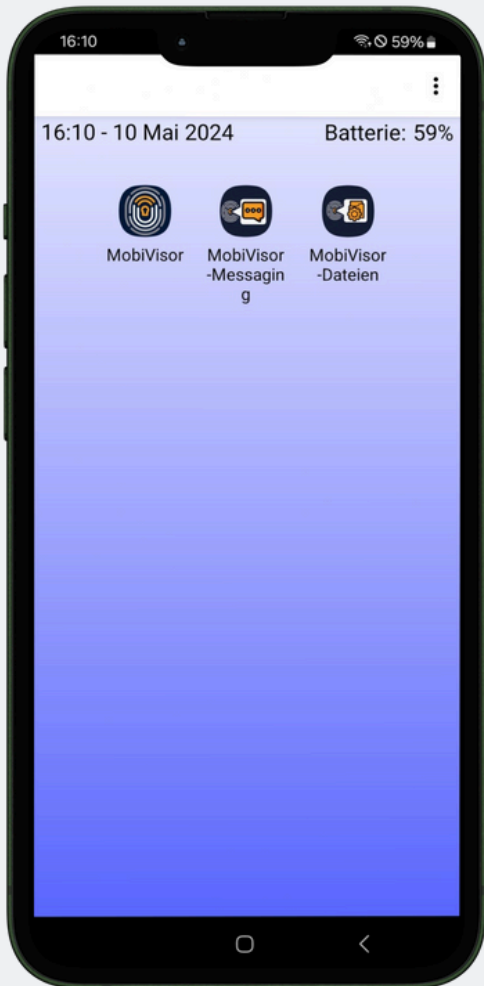 16:10 59%
16:10 - 10 Mai 2024 Batterie: 59%
MobiVisor MobiVisor MobiVisor
-Messagin -Dateien
g